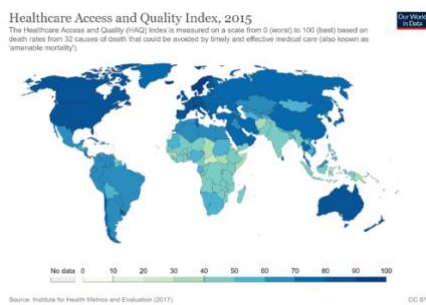 Healthcare Access and Quality Index, 2015
Our World
in Data
The Healthcare Access and Quality (HAQ) Index is measured on a scale from 0 (worst) to 100 (best) based on
death rates from 32 causes of death that could be avoided by timely and effective medical care (also known as
'amenable mortality').
No data 0 10 20 30 40 50 60 70 80 90 100
Source: Institute for Health Metrics and Evaluation (2017)
CC BY